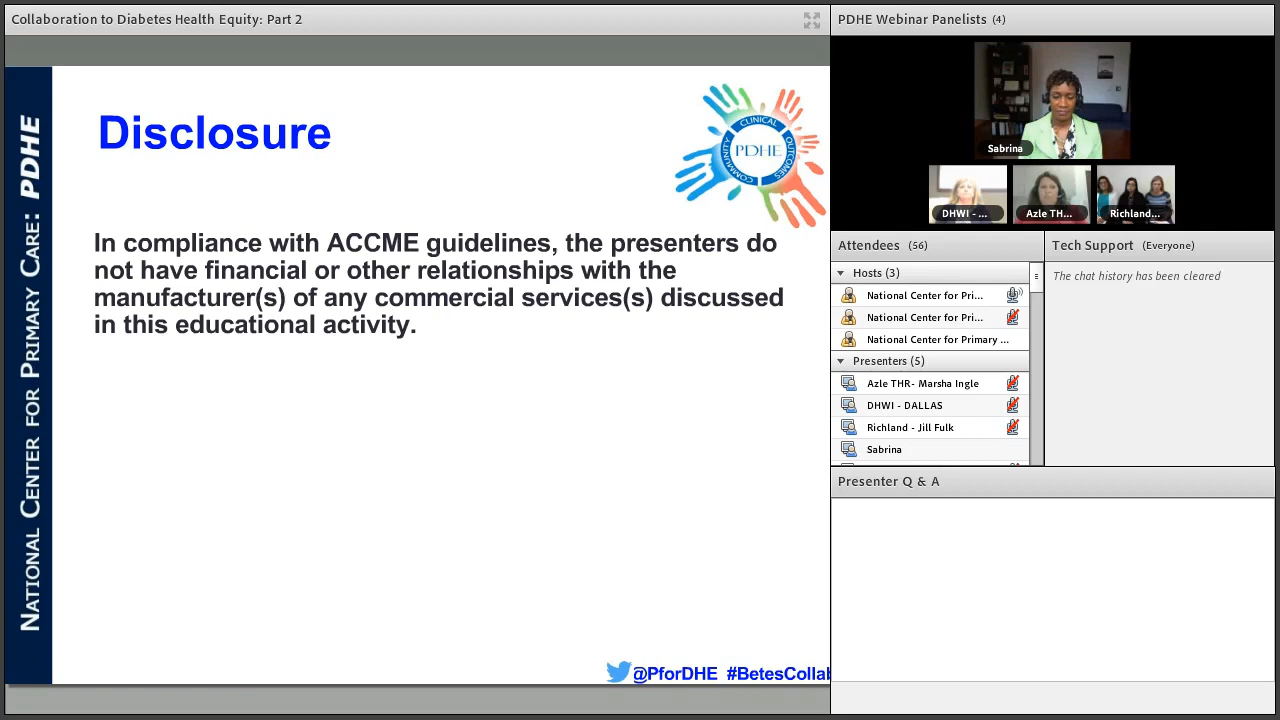 Collaboration to Diabetes Health Equity: Part 2
NATIONAL CENTER FOR PRIMARY CARE: PDHE
Disclosure
CLINICAL
OUTCOMES
COMMUNITY
PDHE
In compliance with ACCME guidelines, the presenters do
not have financial or other relationships with the
manufacturer(s) of any commercial services(s) discussed
in this educational activity.
@PforDHE #BetesCollab
PDHE Webinar Panelists (4)
Sabrina
DHWI - ...
Azle TH...
Richland...
Attendees (56)
Hosts (3)
National Center for Pri...
National Center for Pri...
National Center for Primary ...
Presenters (5)
Azle THR- Marsha Ingle
DHWI - DALLAS
Richland - Jill Fulk
Sabrina
Tech Support (Everyone)
The chat history has been cleared
Presenter Q & A